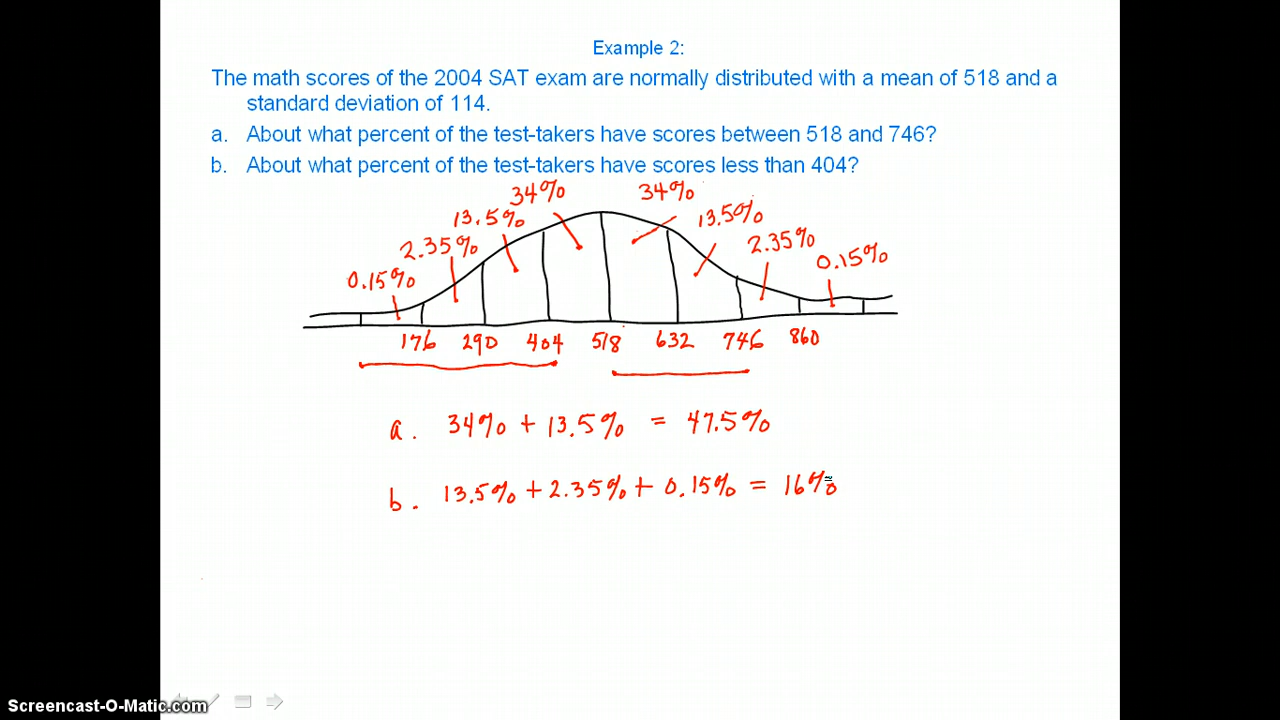 Example 2:
The math scores of the 2004 SAT exam are normally distributed with a mean of 518 and a
standard deviation of 114.
a. About what percent of the test-takers have scores between 518 and 746?
b. About what percent of the test-takers have scores less than 404?
34% 34%
13.5% 13.5%
2.35% 2.35%
0.15% 0.15%
176 290 404 518 632 746 860
a. 34% + 13.5% = 47.5%
b. 13.5% + 2.35% + 0.15% = 16%
Screencast-O-Matic.com